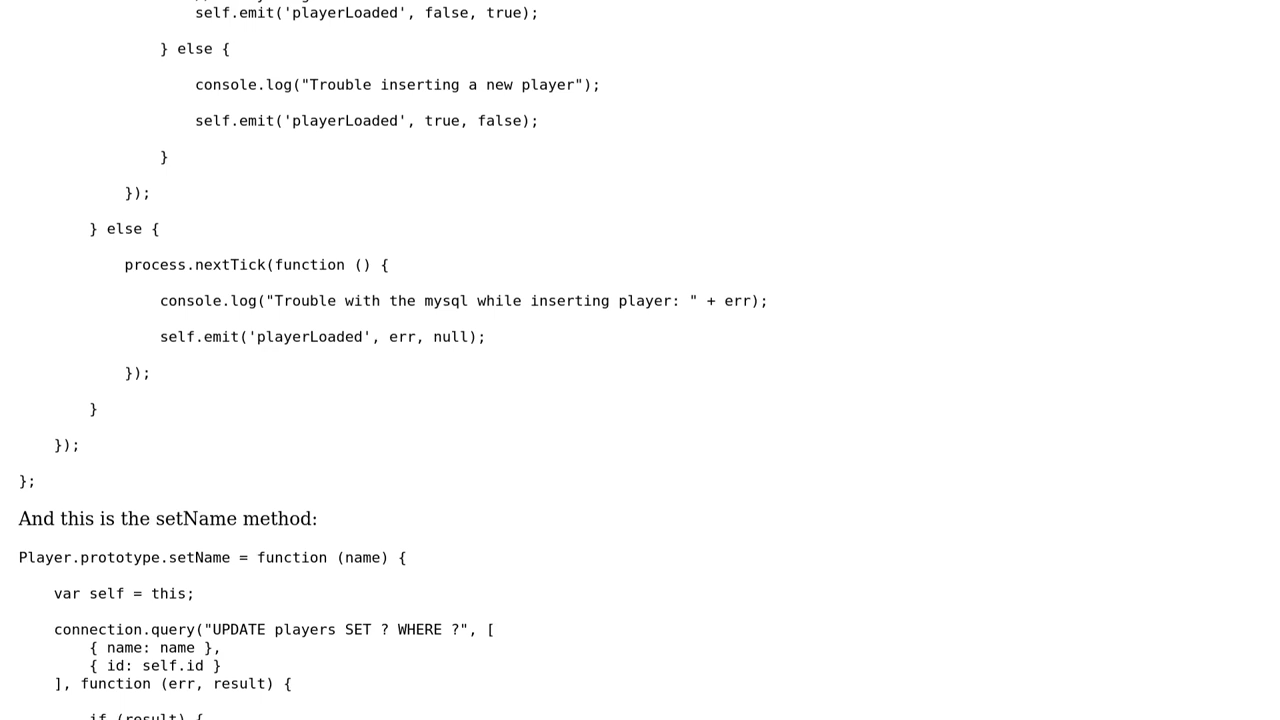 self.emit('playerLoaded', false, true);
} else {
console.log("Trouble inserting a new player");
self.emit('playerLoaded', true, false);
}
});
} else {
process.nextTick(function () {
console.log("Trouble with the mysql while inserting player: " + err);
self.emit('playerLoaded', err, null);
});
}
});
};
And this is the setName method:
Player.prototype.setName = function (name) {
var self = this;
connection.query("UPDATE players SET ? WHERE ?", [
{ name: name },
{ id: self.id }
], function (err, result) {
if (result) {